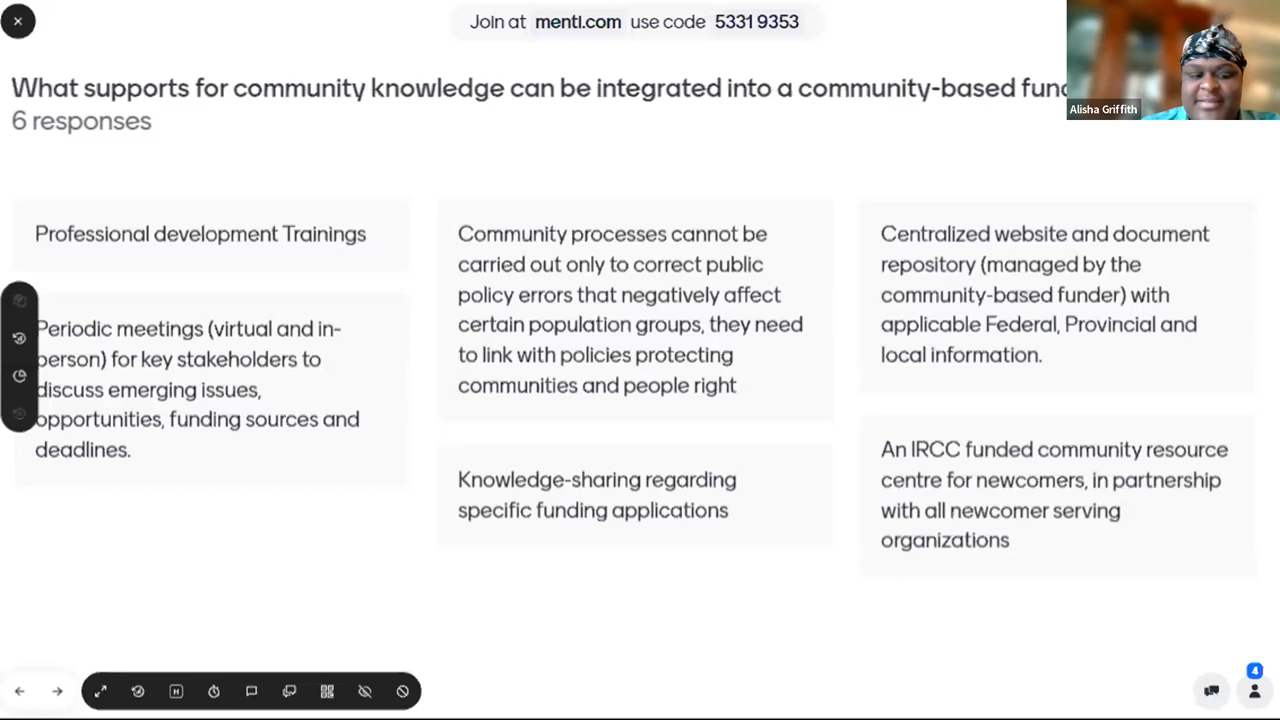 Join at menti.com use code 5331 9353
What supports for community knowledge can be integrated into a community-based
6 responses
Alisha Griffith
Professional development Trainings
Periodic meetings (virtual and in-
person) for key stakeholders to
discuss emerging issues,
opportunities, funding sources and
deadlines.
Community processes cannot be
carried out only to correct public
policy errors that negatively affect
certain population groups, they need
to link with policies protecting
communities and people right
Knowledge-sharing regarding
specific funding applications
Centralized website and document
repository (managed by the
community-based funder) with
applicable Federal, Provincial and
local information.
An IRCC funded community resource
centre for newcomers, in partnership
with all newcomer serving
organizations
4